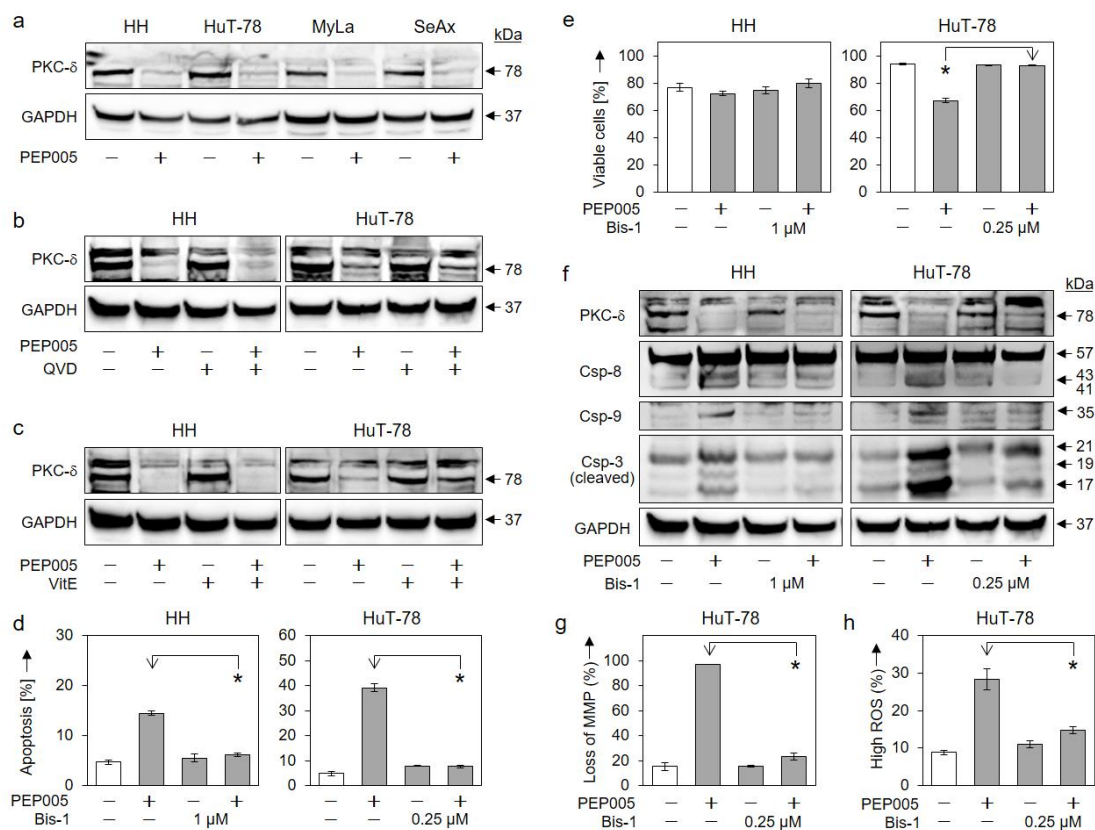 a
HH HuT-78 MyLa SeAx kDa
PKC-δ 78
GAPDH 37
PEP005 – + – + – + – +
b
HH HuT-78
PKC-δ 78
GAPDH 37
PEP005 – + – + – + – +
QVD – – + + – – + +
c
HH HuT-78
PKC-δ 78
GAPDH 37
PEP005 – + – + – + – +
VitE – – + + – – + +
d
HH HuT-78
Apoptosis [%]
30
20
10
0
60
50
40
30
20
10
0
* *
PEP005 – + – + – + – +
Bis-1 – – 1 µM – – 0.25 µM
e
HH HuT-78
Viable cells [%]
100
80
60
40
20
0
100
80
60
40
20
0
*
PEP005 – + – + – + – +
Bis-1 – – 1 µM – – 0.25 µM
f
HH HuT-78 kDa
PKC-δ 78
Csp-8 57
43
41
Csp-9 35
Csp-3
(cleaved)
21
19
17
GAPDH 37
PEP005 – + – + – + – +
Bis-1 – – 1 µM – – 0.25 µM
g
HuT-78
Loss of MMP (%)
100
80
60
40
20
0
*
PEP005 – + – +
Bis-1 – – 0.25 µM
h
HuT-78
High ROS (%)
40
30
20
10
0
*
PEP005 – + – +
Bis-1 – – 0.25 µM